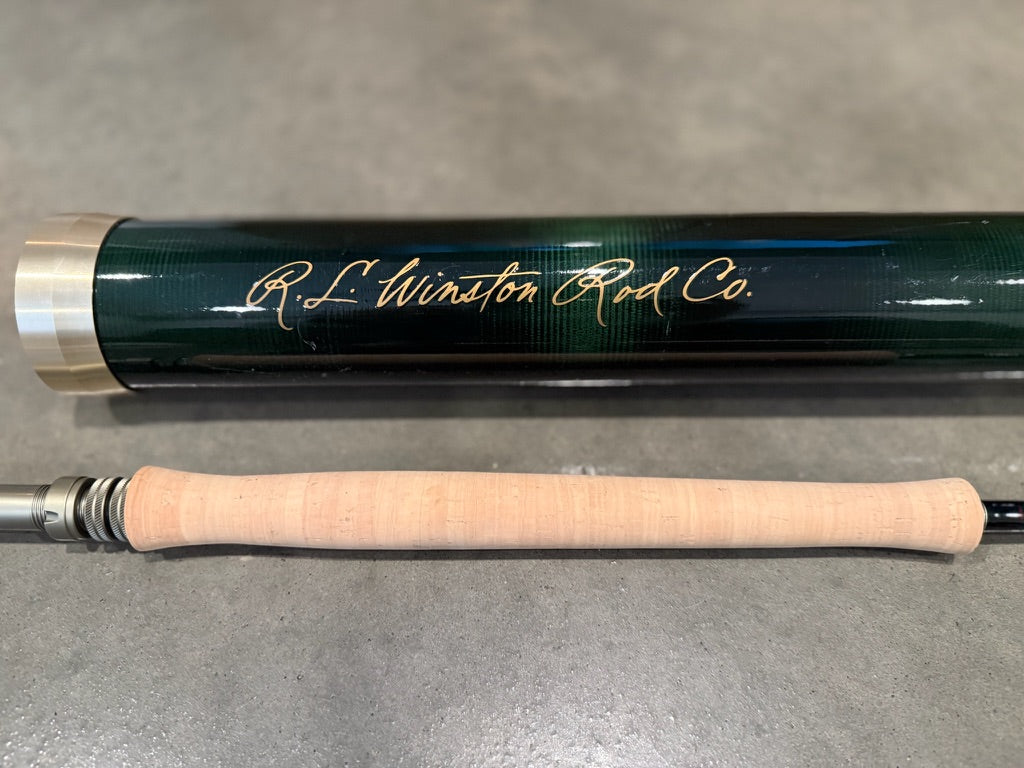 R. L. Winston Rod Co.